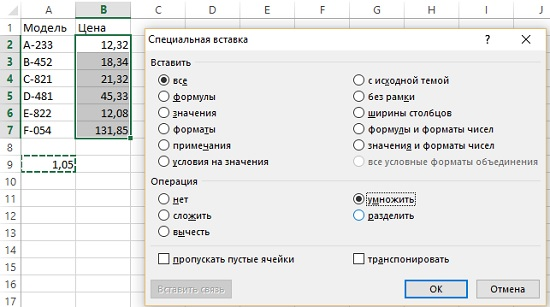 A B C D E F G H I J
1 Модель Цена
2 A-233 12,32
3 B-452 18,34
4 C-821 21,32
5 D-481 45,33
6 E-822 12,08
7 F-054 131,85
8
9 1,05
10
11
12
13
14
15
16
17
Специальная вставка ? ×
Вставить
все с исходной темой
формулы без рамки
значения ширины столбцов
форматы формулы и форматы чисел
примечания значения и форматы чисел
условия на значения все условные форматы объединения
Операция
нет умножить
сложить разделить
вычесть
пропускать пустые ячейки транспонировать
Вставить связь ОК Отмена